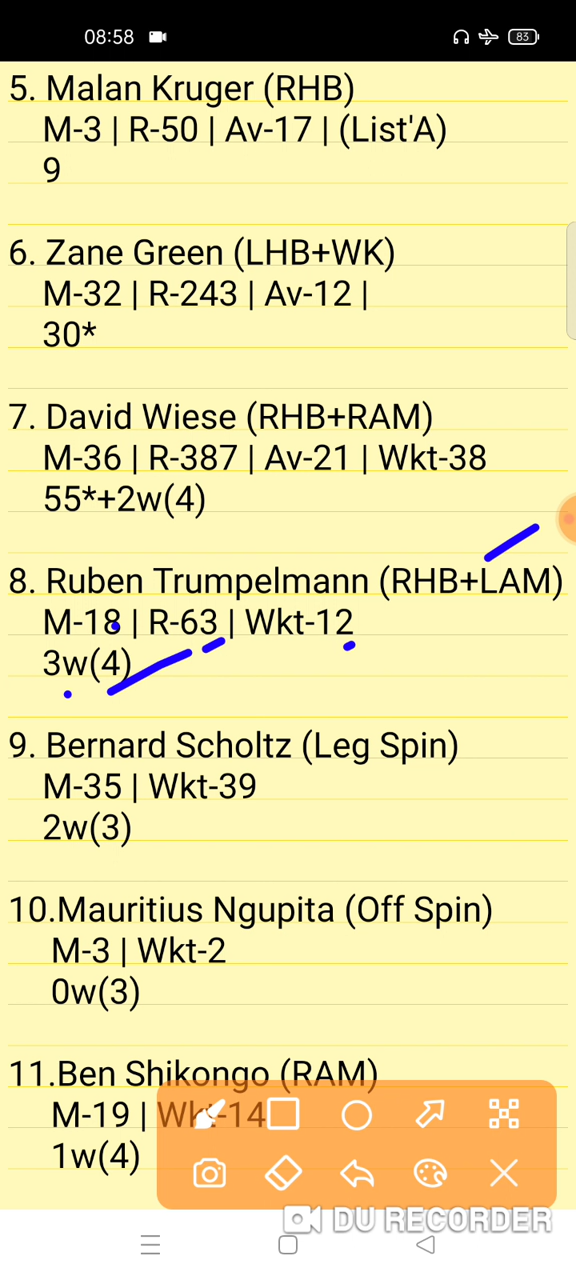 08:58
83
5. Malan Kruger (RHB)
M-3 | R-50 | Av-17 | (List'A)
9
6. Zane Green (LHB+WK)
M-32 | R-243 | Av-12 |
30*
7. David Wiese (RHB+RAM)
M-36 | R-387 | Av-21 | Wkt-38
55*+2w(4)
8. Ruben Trumpelmann (RHB+LAM)
M-18 | R-63 | Wkt-12
3w(4)
9. Bernard Scholtz (Leg Spin)
M-35 | Wkt-39
2w(3)
10.Mauritius Ngupita (Off Spin)
M-3 | Wkt-2
0w(3)
11.Ben Shikongo (RAM)
M-19 | Wkt-14
1w(4)
DU RECORDER